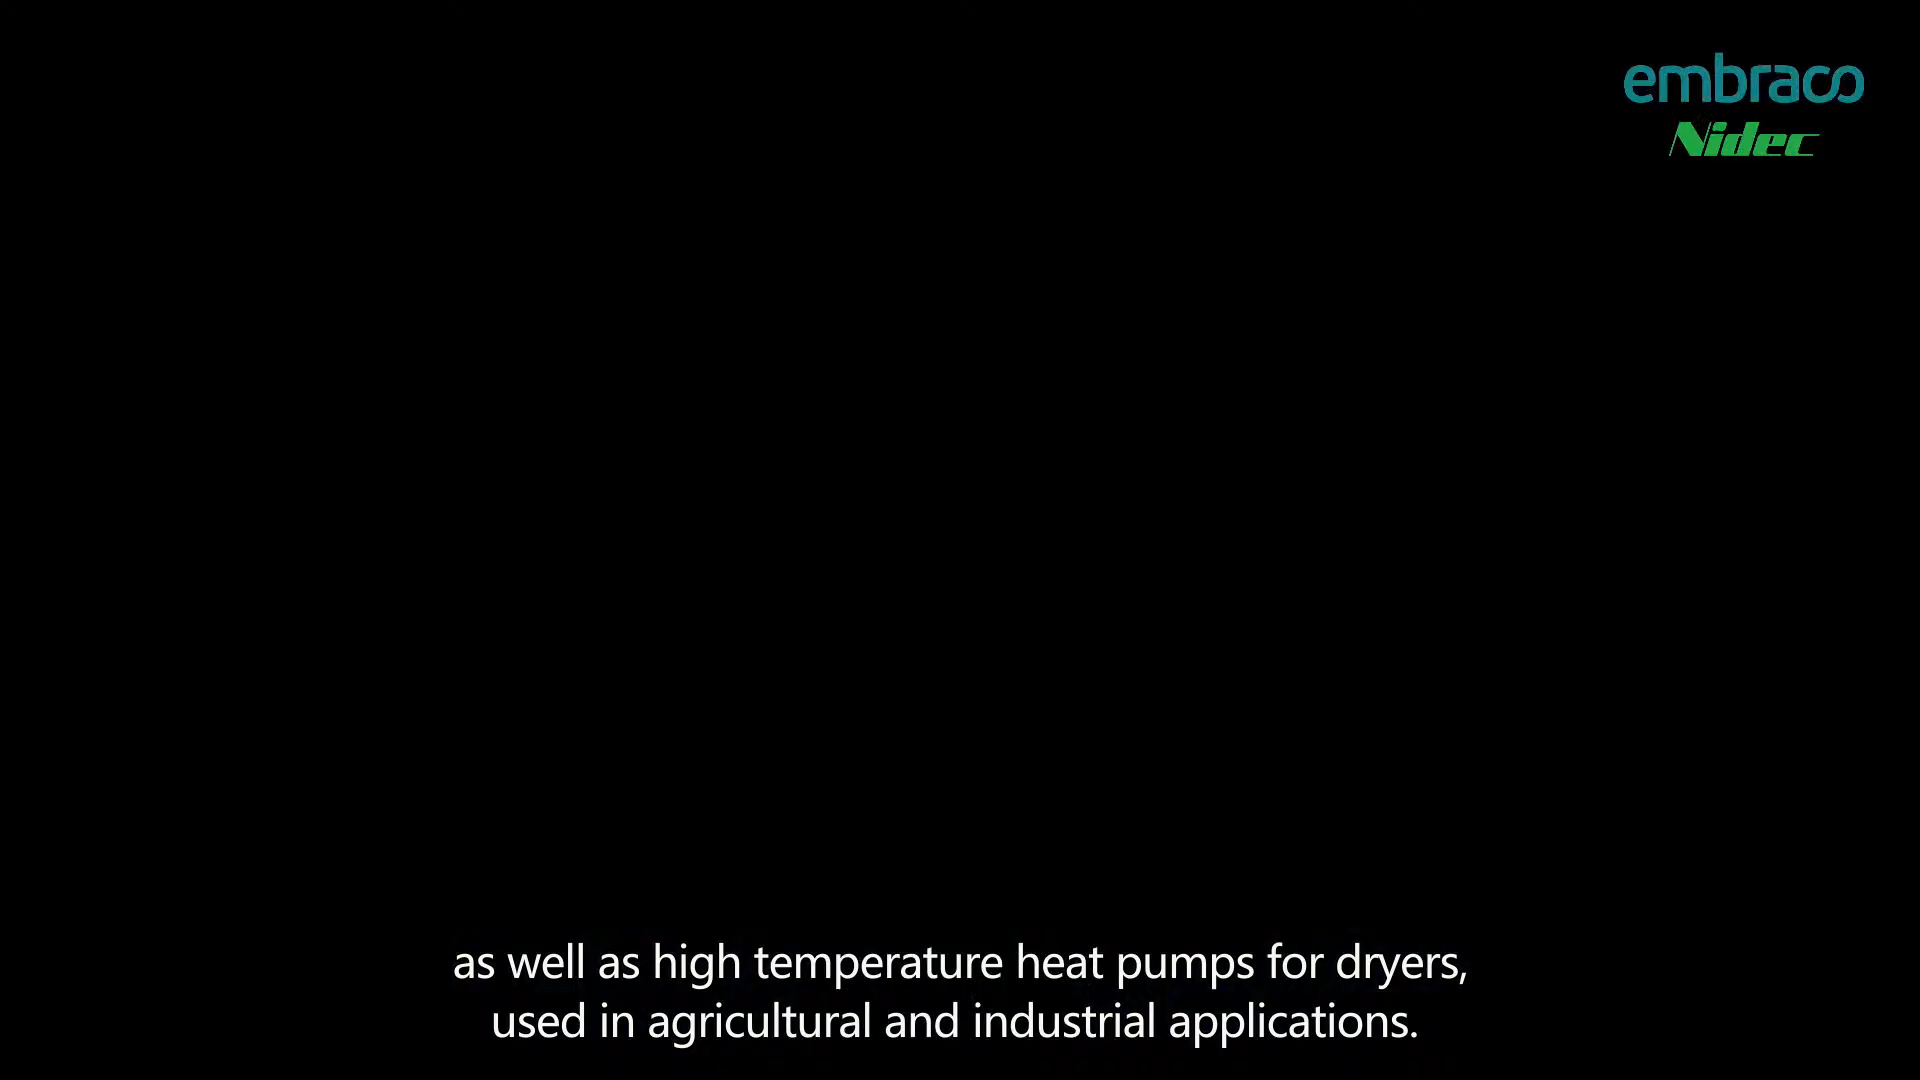 embraco
Nidec
as well as high temperature heat pumps for dryers,
used in agricultural and industrial applications.